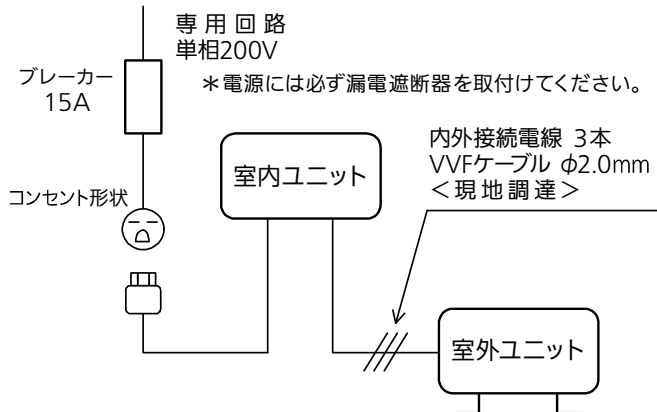 専用回路
単相200V
ブレーカー
15A
＊電源には必ず漏電遮断器を取付けてください。
内外接続電線 3本
VVFケーブル φ2.0mm
＜現地調達＞
室内ユニット
コンセント形状
室外ユニット